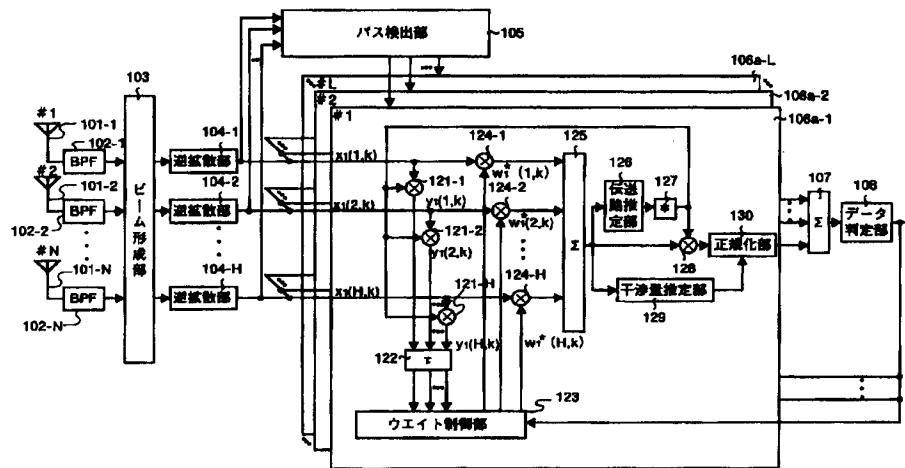 パス検出部
105
106a-L
106a-2
106a-1
#L
#2
#1
103
ビーム形成部
#1
101-1
102-1
BPF
#2
101-2
BPF
102-2
#N
101-N
BPF
102-N
104-1
逆拡散部
104-2
逆拡散部
104-H
逆拡散部
x1(1,k)
x1(2,k)
x1(H,k)
121-1
y1(1,k)
121-2
y1(2,k)
121-H
y1(H,k)
122
τ
124-1
w1*(1,k)
124-2
w1*(2,k)
124-H
w1*(H,k)
125
Σ
126
伝送路推定部
127
*
128
130
正規化部
干渉量推定部
129
123
ウエイト制御部
107
Σ
108
データ判定部